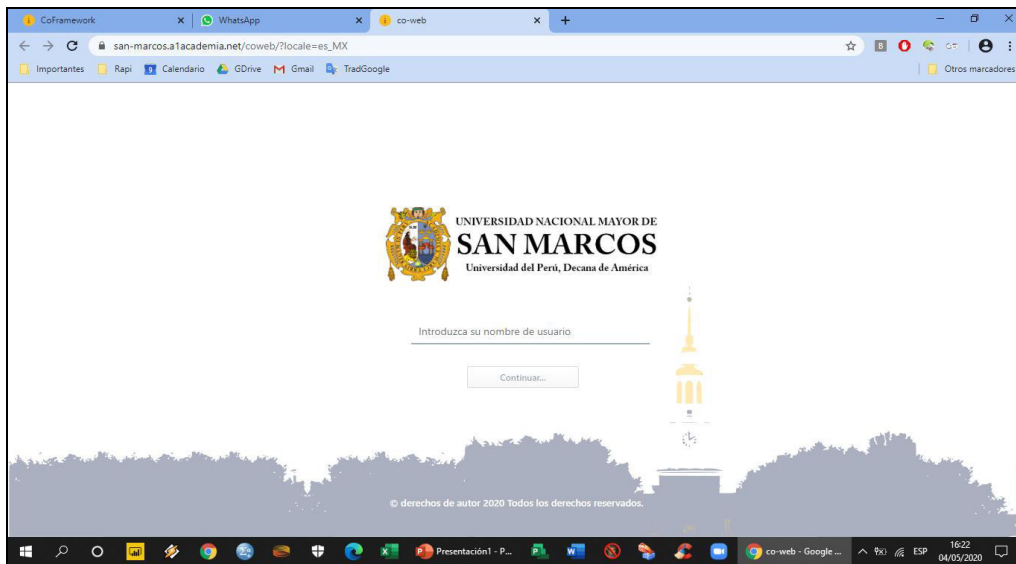 CoFramework
WhatsApp
co-web
san-marcos.a1academia.net/coweb/?locale=es_MX
Importantes
Rapi
Calendario
GDrive
Gmail
TradGoogle
Otros marcadores
UNIVERSIDAD NACIONAL MAYOR DE
SAN MARCOS
Universidad del Perú, Decana de América
Introduzca su nombre de usuario
Continuar...
© derechos de autor 2020 Todos los derechos reservados.
Presentación1 - P...
co-web - Google ...
ESP
16:22
04/05/2020